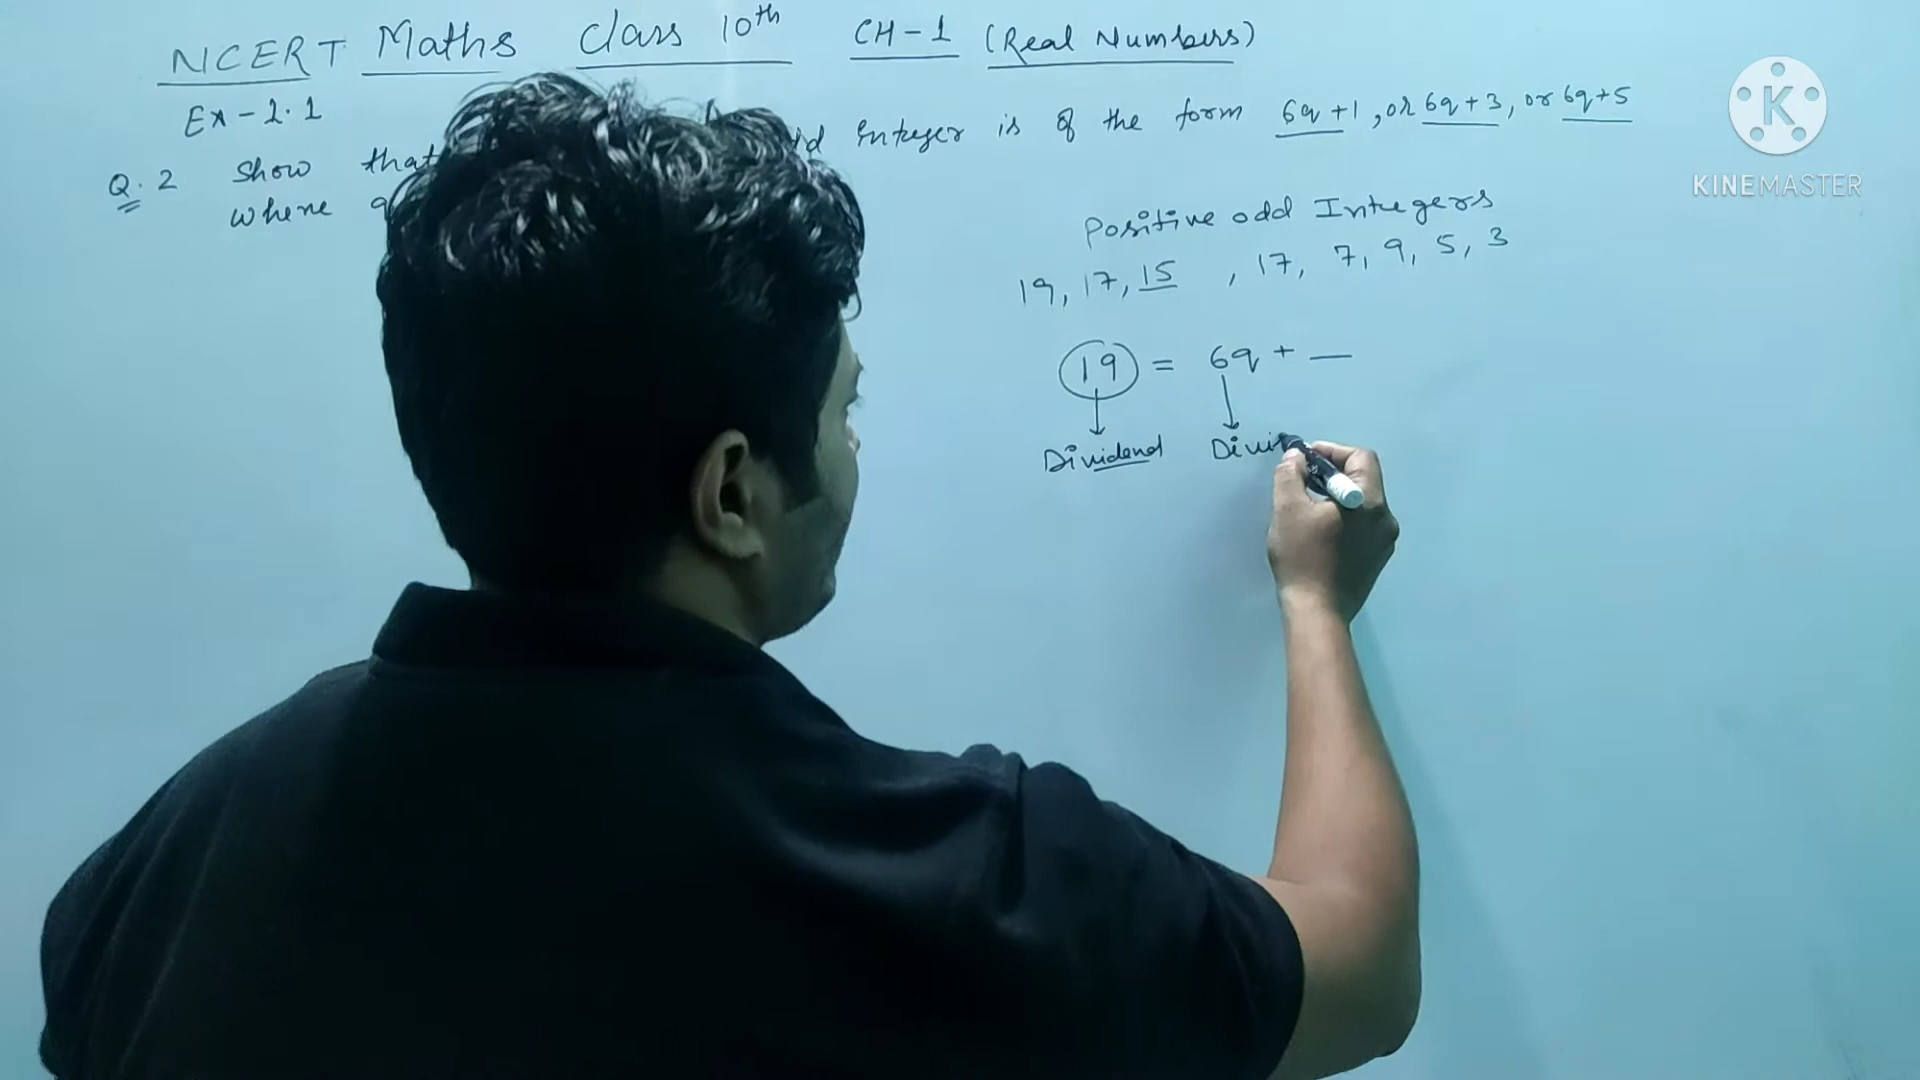 NCERT Maths Class 10th CH-1 (Real Numbers)
Ex-1.1
Q.2 Show that Integer is of the form 6q+1, or 6q+3, or 6q+5
where q
Positive odd Integers
19, 17, 15 , 17, 7, 9, 5, 3
19 = 6q + —
Dividend Divi
K
KINEMASTER